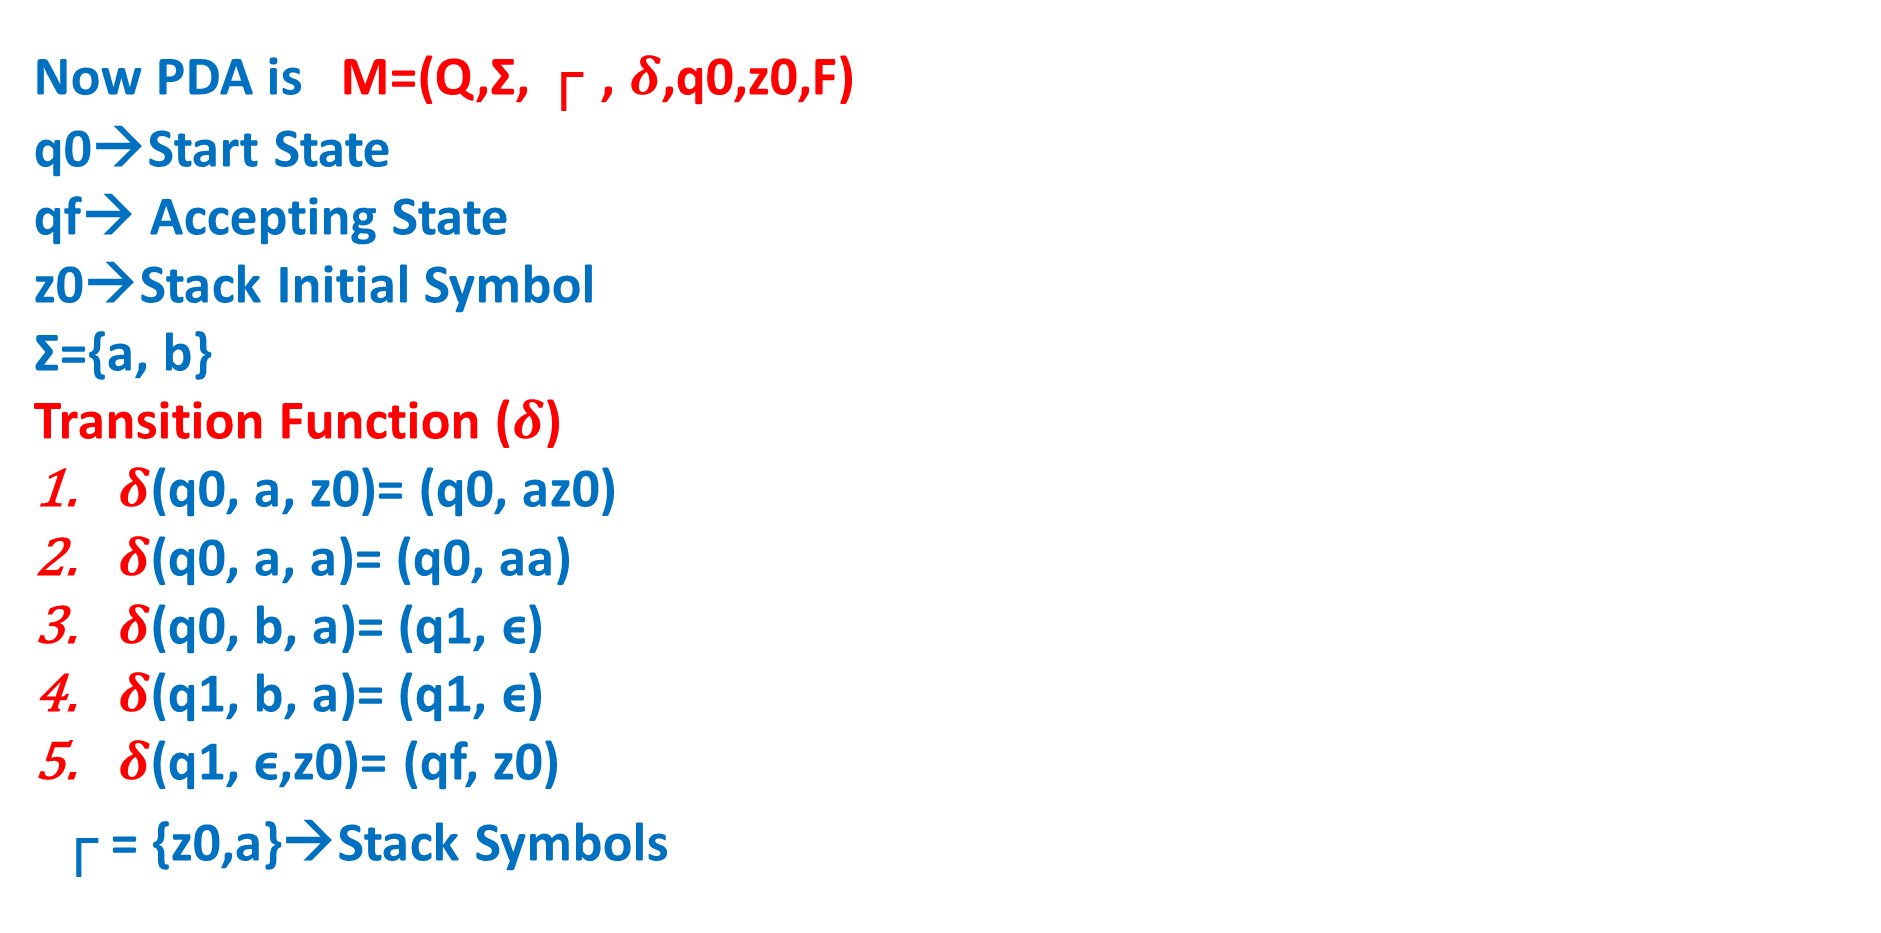 Now PDA is M=(Q,Σ, ┌ , 𝜹,q0,z0,F)
q0→Start State
qf→ Accepting State
z0→Stack Initial Symbol
Σ={a, b}
Transition Function (𝜹)
1. 𝜹(q0, a, z0)= (q0, az0)
2. 𝜹(q0, a, a)= (q0, aa)
3. 𝜹(q0, b, a)= (q1, ϵ)
4. 𝜹(q1, b, a)= (q1, ϵ)
5. 𝜹(q1, ϵ,z0)= (qf, z0)
┌ = {z0,a}→Stack Symbols